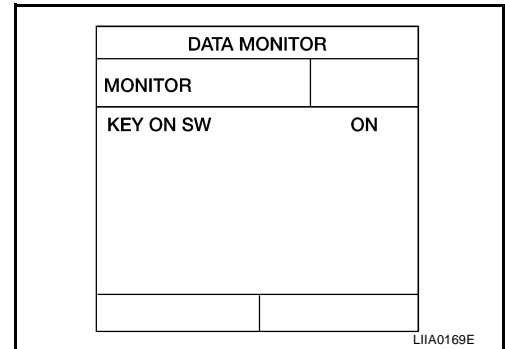 DATA MONITOR
MONITOR
KEY ON SW ON
LIIA0169E